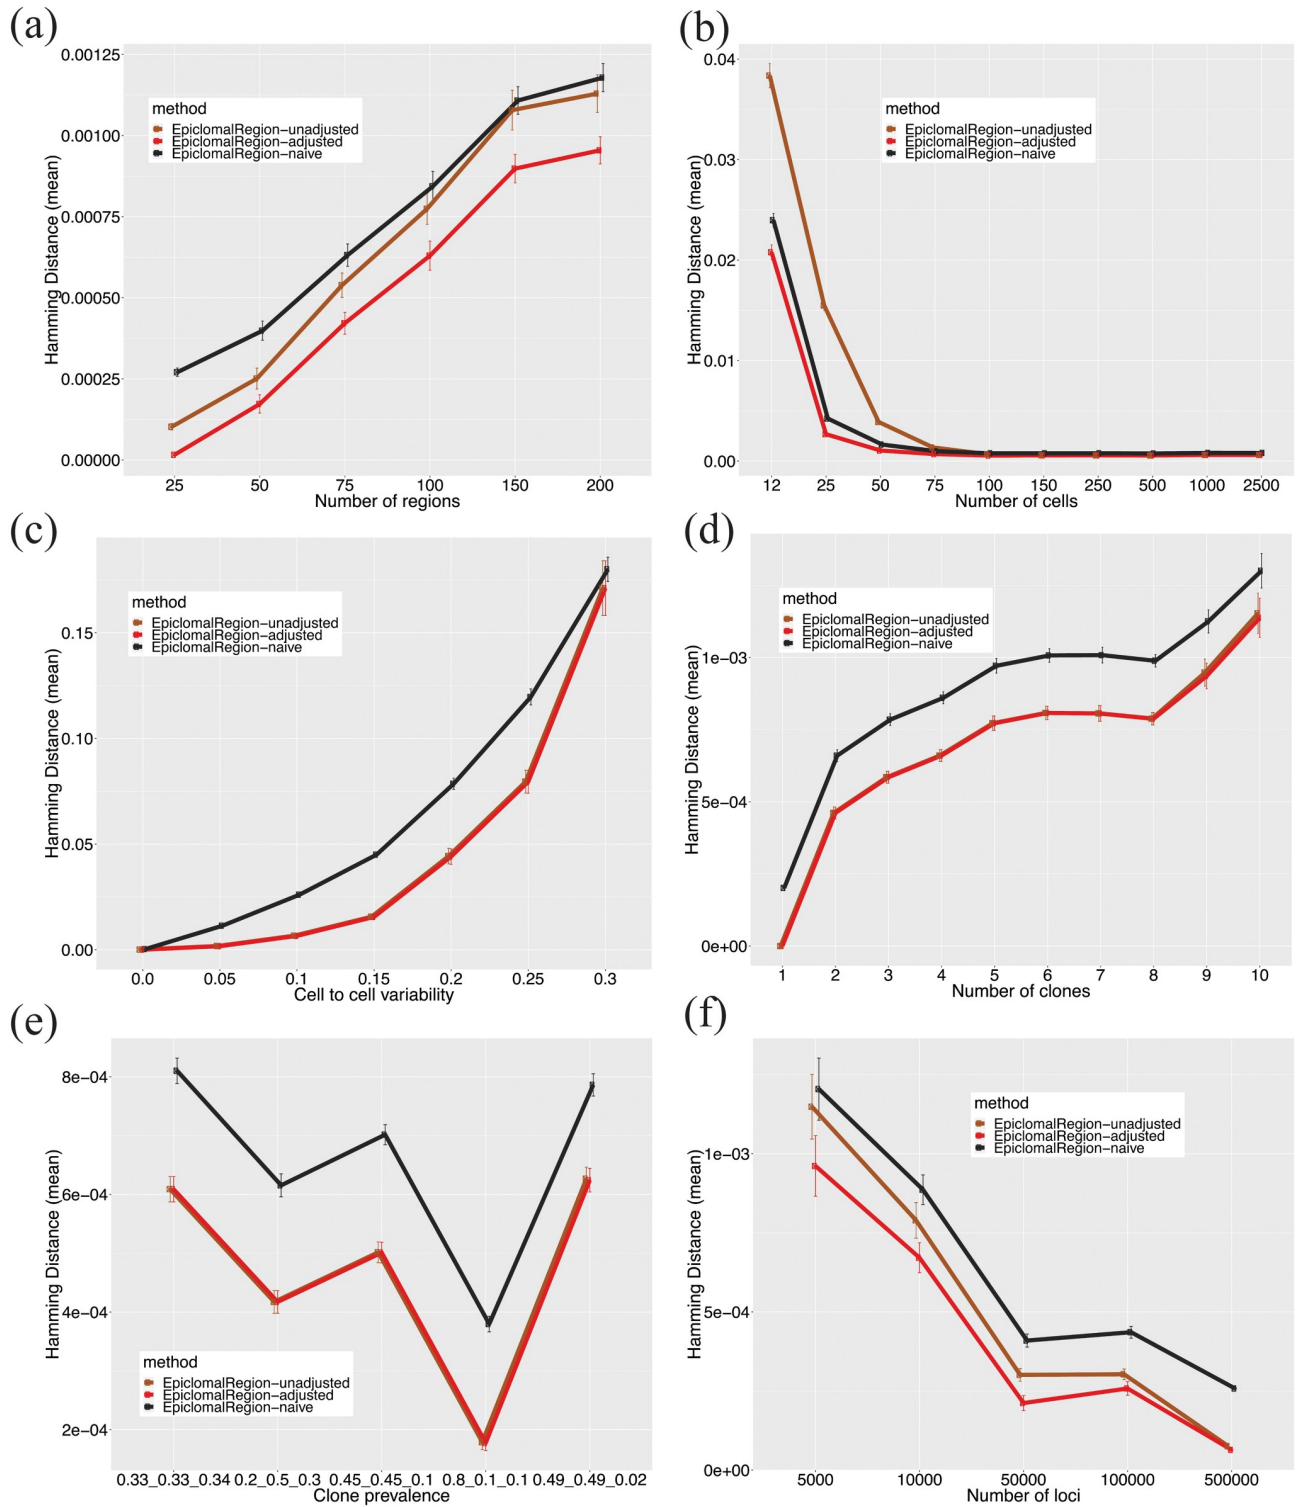 (a)
0.00125
0.00100
0.00075
0.00050
0.00025
0.00000
Hamming Distance (mean)
method
EpiclomalRegion-unadjusted
EpiclomalRegion-adjusted
EpiclomalRegion-naive
25 50 75 100 150 200
Number of regions
(b)
0.04
0.03
0.02
0.01
0.00
Hamming Distance (mean)
method
EpiclomalRegion-unadjusted
EpiclomalRegion-adjusted
EpiclomalRegion-naive
12 25 50 75 100 150 250 500 1000 2500
Number of cells
(c)
0.15
0.10
0.05
0.00
Hamming Distance (mean)
method
EpiclomalRegion-unadjusted
EpiclomalRegion-adjusted
EpiclomalRegion-naive
0.0 0.05 0.1 0.15 0.2 0.25 0.3
Cell to cell variability
(d)
1e-03
5e-04
0e+00
Hamming Distance (mean)
method
EpiclomalRegion-unadjusted
EpiclomalRegion-adjusted
EpiclomalRegion-naive
1 2 3 4 5 6 7 8 9 10
Number of clones
(e)
8e-04
6e-04
4e-04
2e-04
Hamming Distance (mean)
method
EpiclomalRegion-unadjusted
EpiclomalRegion-adjusted
EpiclomalRegion-naive
0.33_0.33_0.34 0.2_0.5_0.3 0.45_0.45_0.1 0.8_0.1_0.1 0.49_0.49_0.02
Clone prevalence
(f)
1e-03
5e-04
0e+00
Hamming Distance (mean)
method
EpiclomalRegion-unadjusted
EpiclomalRegion-adjusted
EpiclomalRegion-naive
5000 10000 50000 100000 500000
Number of loci